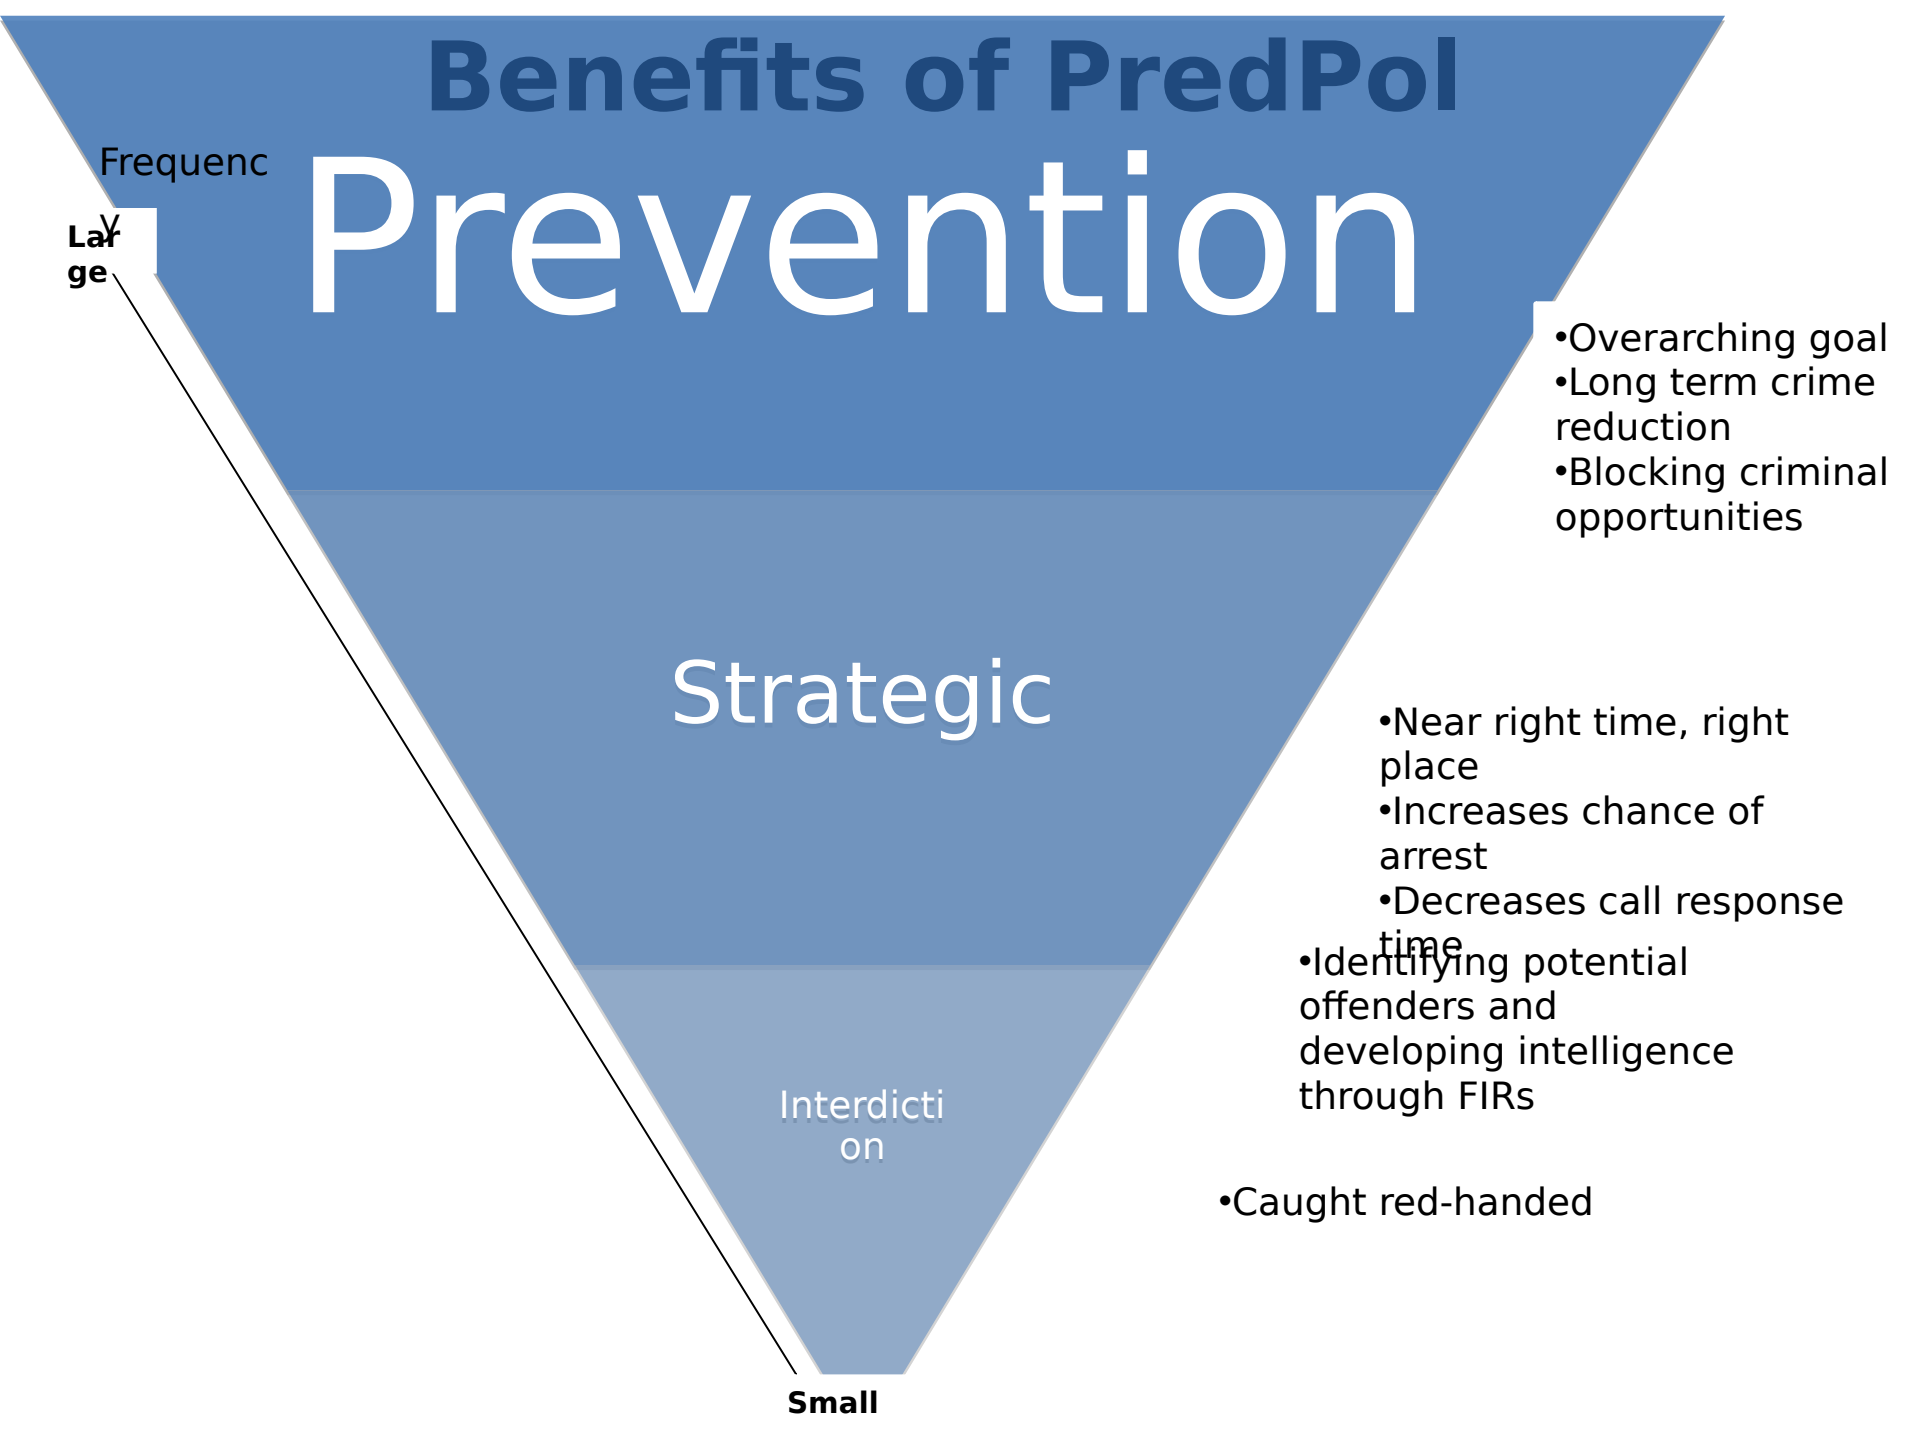 Benefits of PredPol
Frequenc
y
Prevention
Lar
ge
•Overarching goal
•Long term crime
reduction
•Blocking criminal
opportunities
Strategic
•Near right time, right
place
•Increases chance of
arrest
•Decreases call response
time
•Identifying potential
offenders and
developing intelligence
through FIRs
Interdicti
on
•Caught red-handed
Small